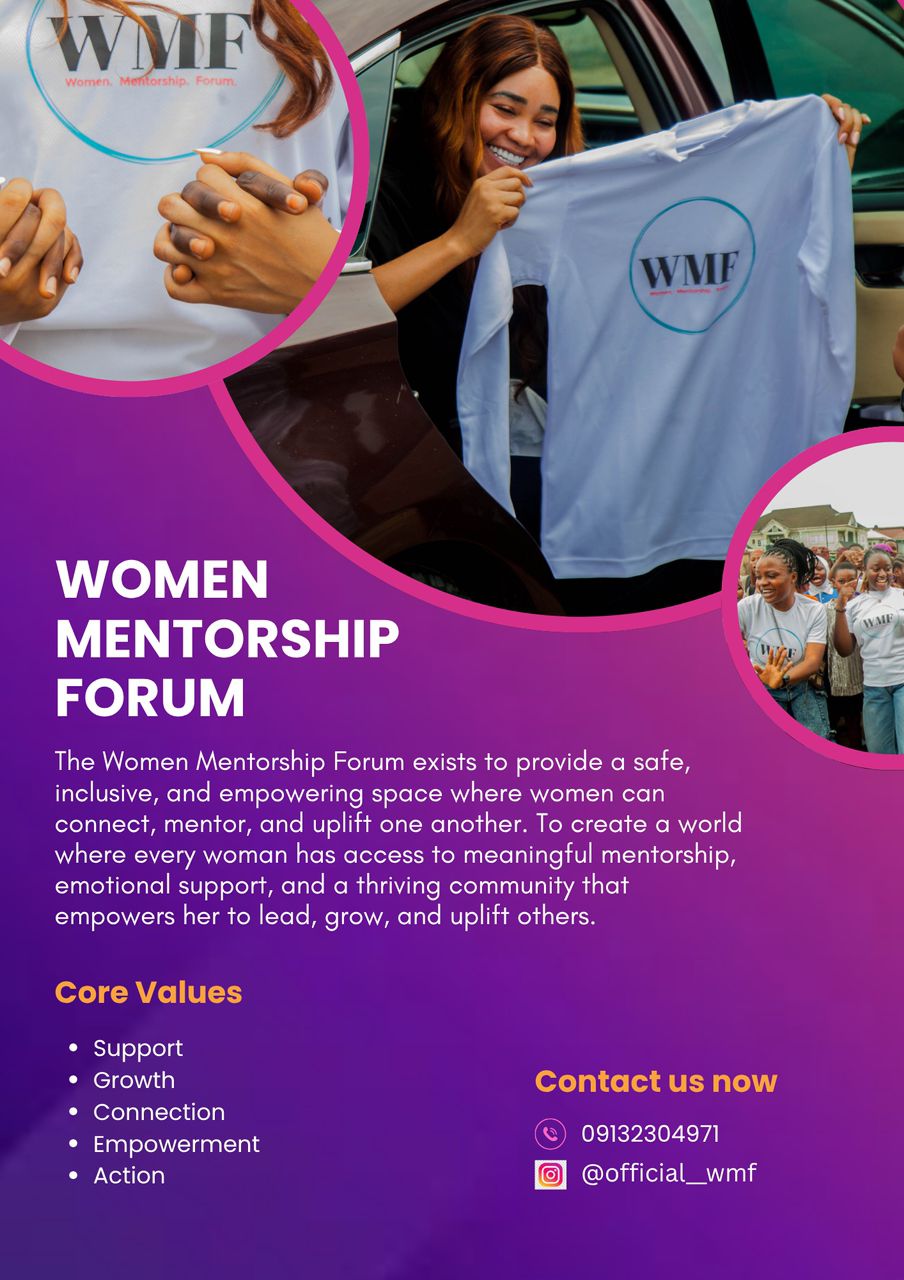 WMF
Women. Mentorship. Forum.
WMF
Women. Mentorship.
WMF
WMF
WOMEN
MENTORSHIP
FORUM
The Women Mentorship Forum exists to provide a safe,
inclusive, and empowering space where women can
connect, mentor, and uplift one another. To create a world
where every woman has access to meaningful mentorship,
emotional support, and a thriving community that
empowers her to lead, grow, and uplift others.
Core Values
• Support
• Growth
• Connection
• Empowerment
• Action
Contact us now
09132304971
@official_wmf